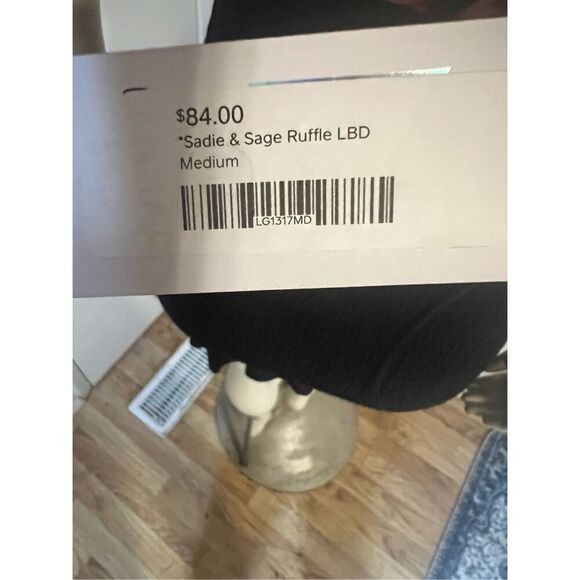 $84.00
*Sadie & Sage Ruffle LBD
Medium
LG1317MD